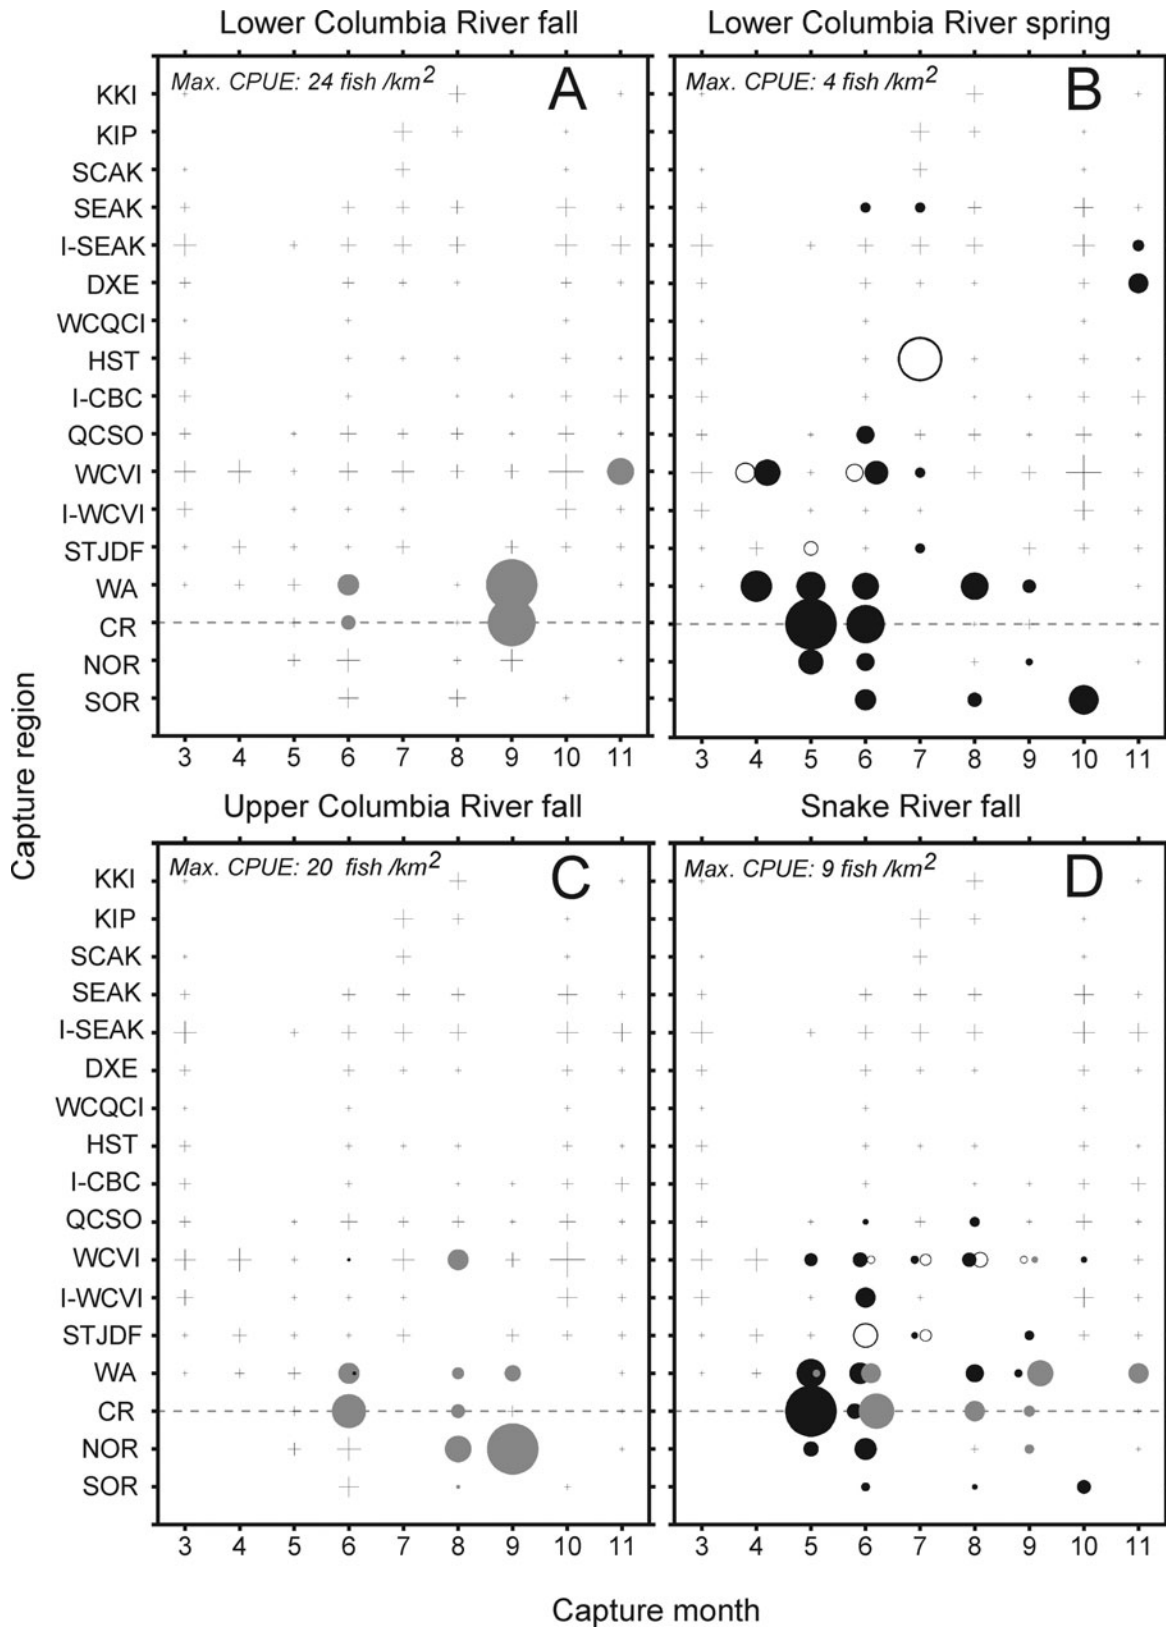 Lower Columbia River fall
Lower Columbia River spring
Max. CPUE: 24 fish /km2
A
Max. CPUE: 4 fish /km2
B
KKI
KIP
SCAK
SEAK
I-SEAK
DXE
WCQCI
HST
I-CBC
QCSO
WCVI
I-WCVI
STJDF
WA
CR
NOR
SOR
3 4 5 6 7 8 9 10 11
3 4 5 6 7 8 9 10 11
Capture region
Upper Columbia River fall
Snake River fall
Max. CPUE: 20 fish /km2
C
Max. CPUE: 9 fish /km2
D
KKI
KIP
SCAK
SEAK
I-SEAK
DXE
WCQCI
HST
I-CBC
QCSO
WCVI
I-WCVI
STJDF
WA
CR
NOR
SOR
3 4 5 6 7 8 9 10 11
3 4 5 6 7 8 9 10 11
Capture month